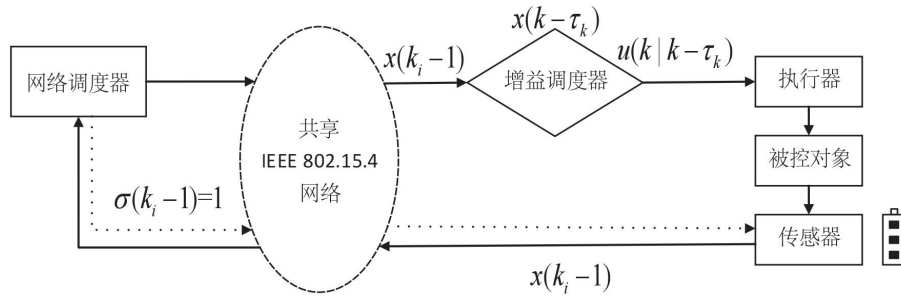 x(k-τ_k)
x(k_i-1)
u(k | k-τ_k)
网络调度器
增益调度器
执行器
共享
IEEE 802.15.4
网络
被控对象
σ(k_i-1)=1
传感器
x(k_i-1)